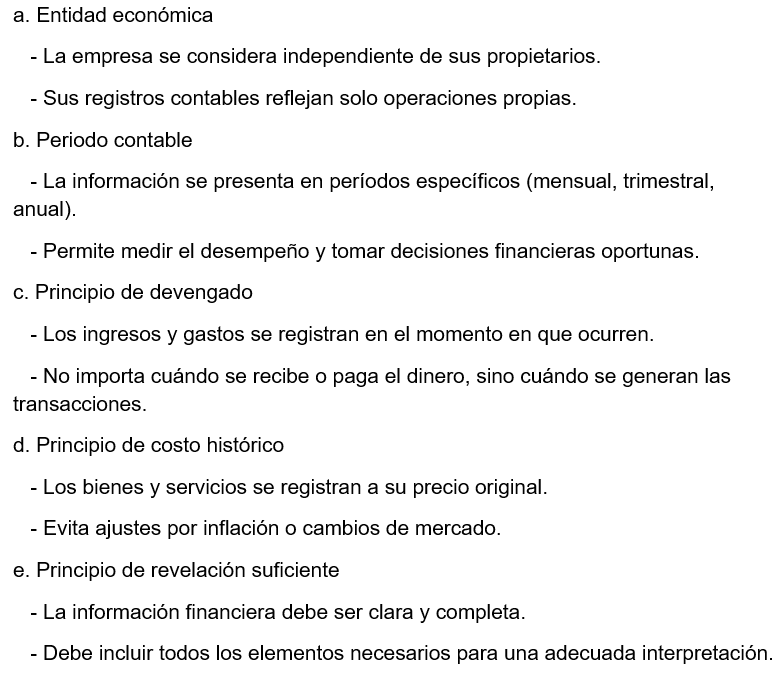 a. Entidad económica
- La empresa se considera independiente de sus propietarios.
- Sus registros contables reflejan solo operaciones propias.
b. Periodo contable
- La información se presenta en períodos específicos (mensual, trimestral,
anual).
- Permite medir el desempeño y tomar decisiones financieras oportunas.
c. Principio de devengado
- Los ingresos y gastos se registran en el momento en que ocurren.
- No importa cuándo se recibe o paga el dinero, sino cuándo se generan las
transacciones.
d. Principio de costo histórico
- Los bienes y servicios se registran a su precio original.
- Evita ajustes por inflación o cambios de mercado.
e. Principio de revelación suficiente
- La información financiera debe ser clara y completa.
- Debe incluir todos los elementos necesarios para una adecuada interpretación.